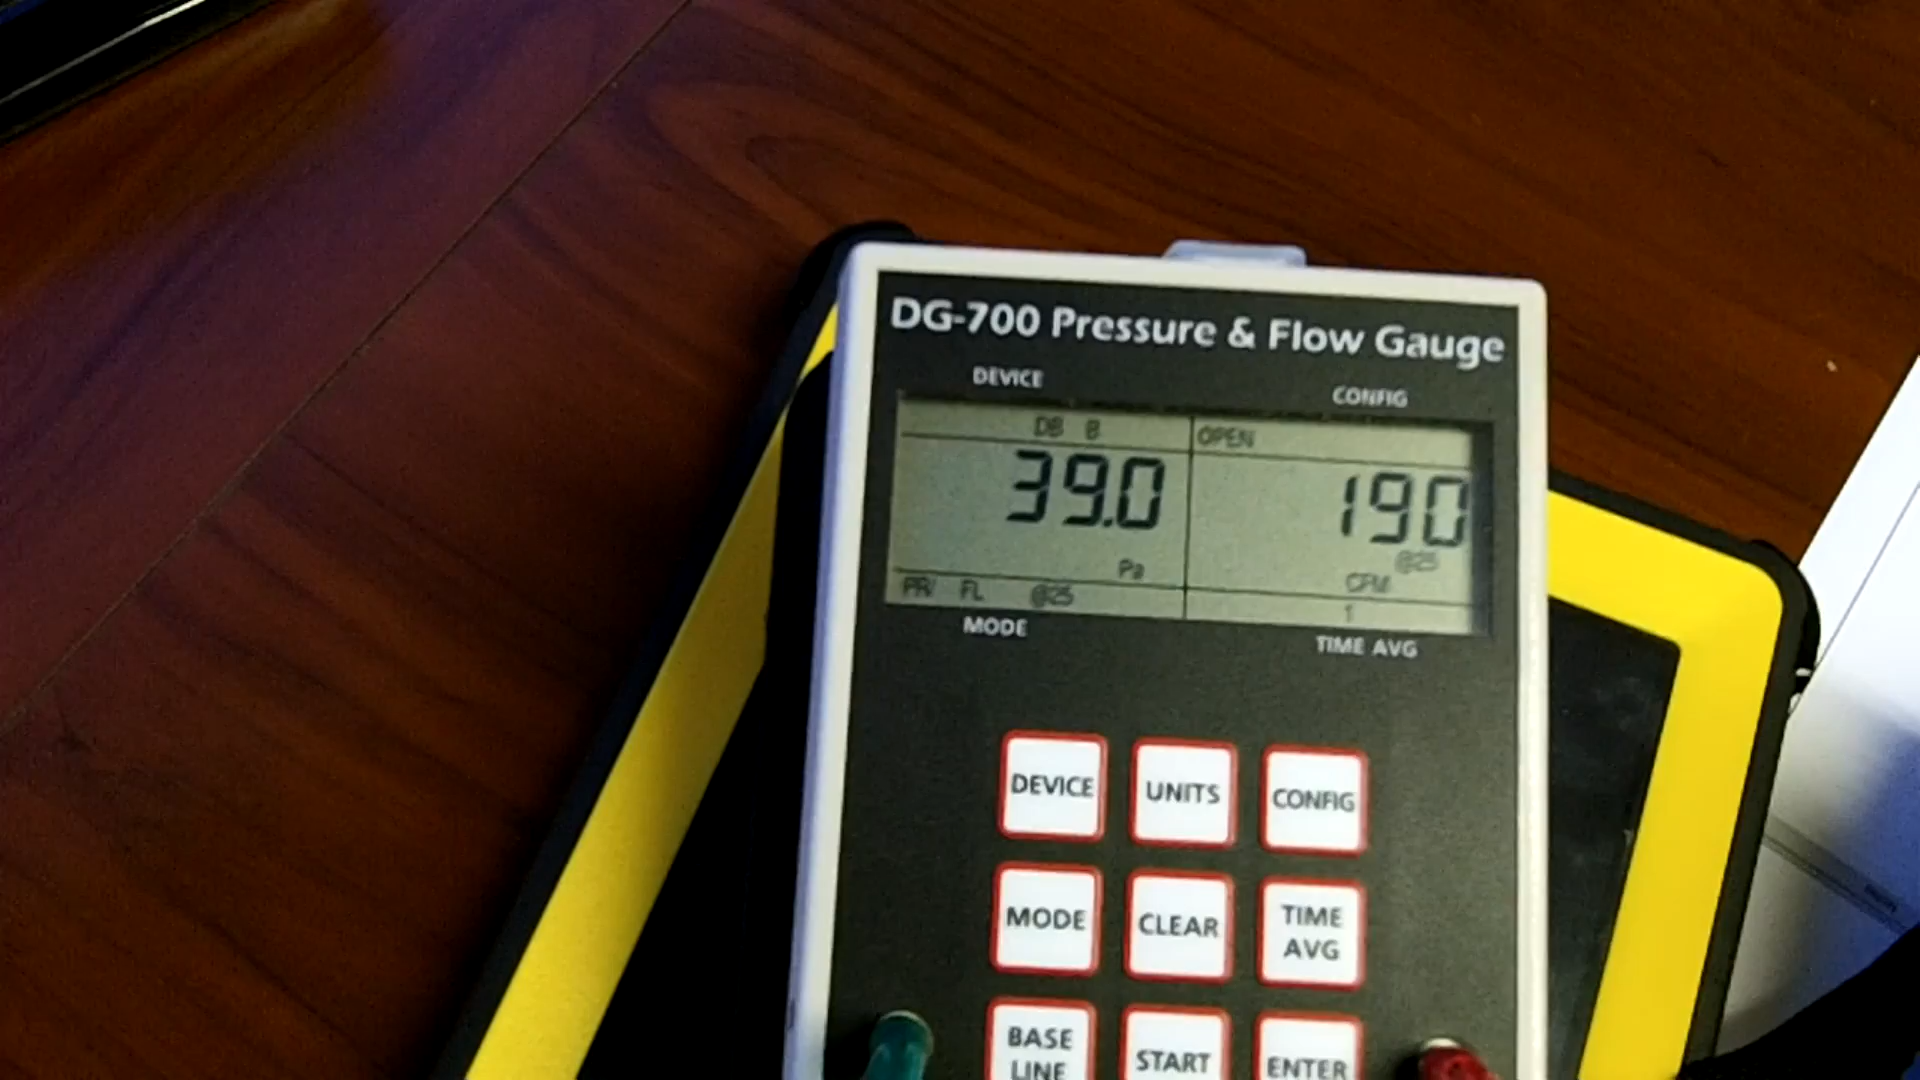 DG-700 Pressure & Flow Gauge
DEVICE CONFIG
DB B OPEN
39.0 190
@25
Pa CFM
PR/ FL @25 1
MODE TIME AVG
DEVICE UNITS CONFIG
MODE CLEAR TIME AVG
BASE LINE START ENTER